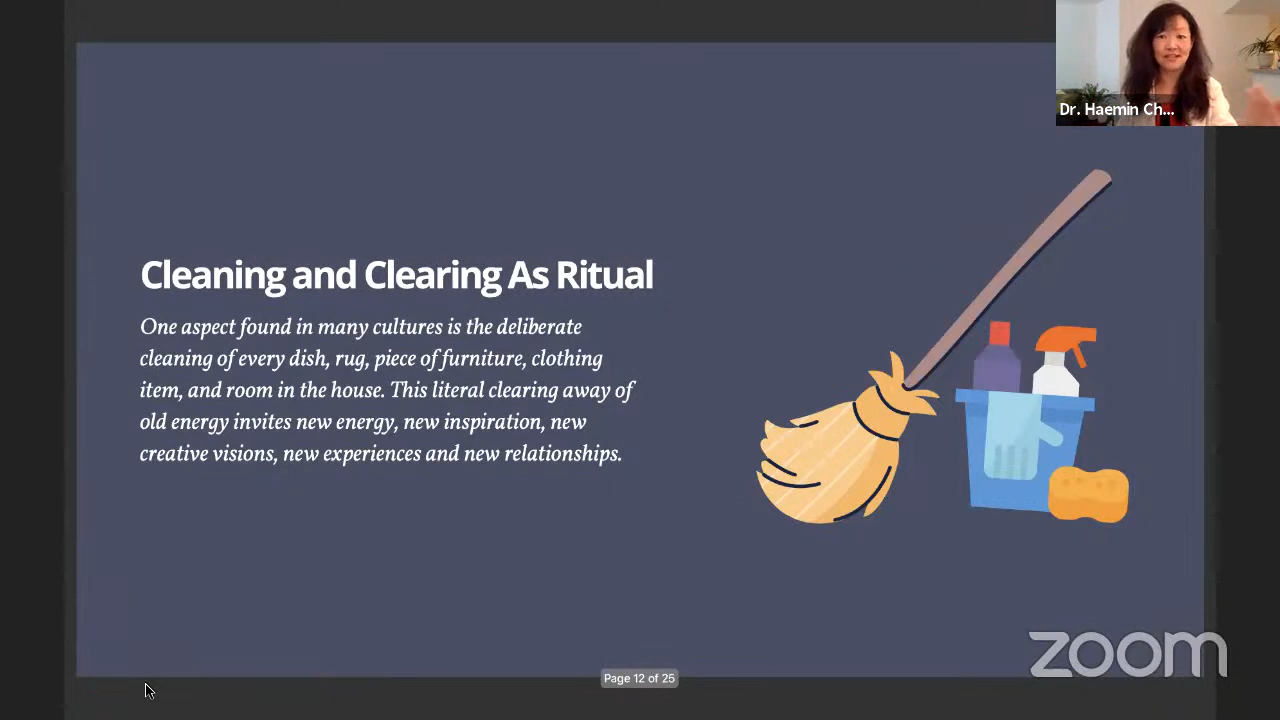 Dr. Haemin Ch...
Cleaning and Clearing As Ritual
One aspect found in many cultures is the deliberate
cleaning of every dish, rug, piece of furniture, clothing
item, and room in the house. This literal clearing away of
old energy invites new energy, new inspiration, new
creative visions, new experiences and new relationships.
zoom
Page 12 of 25